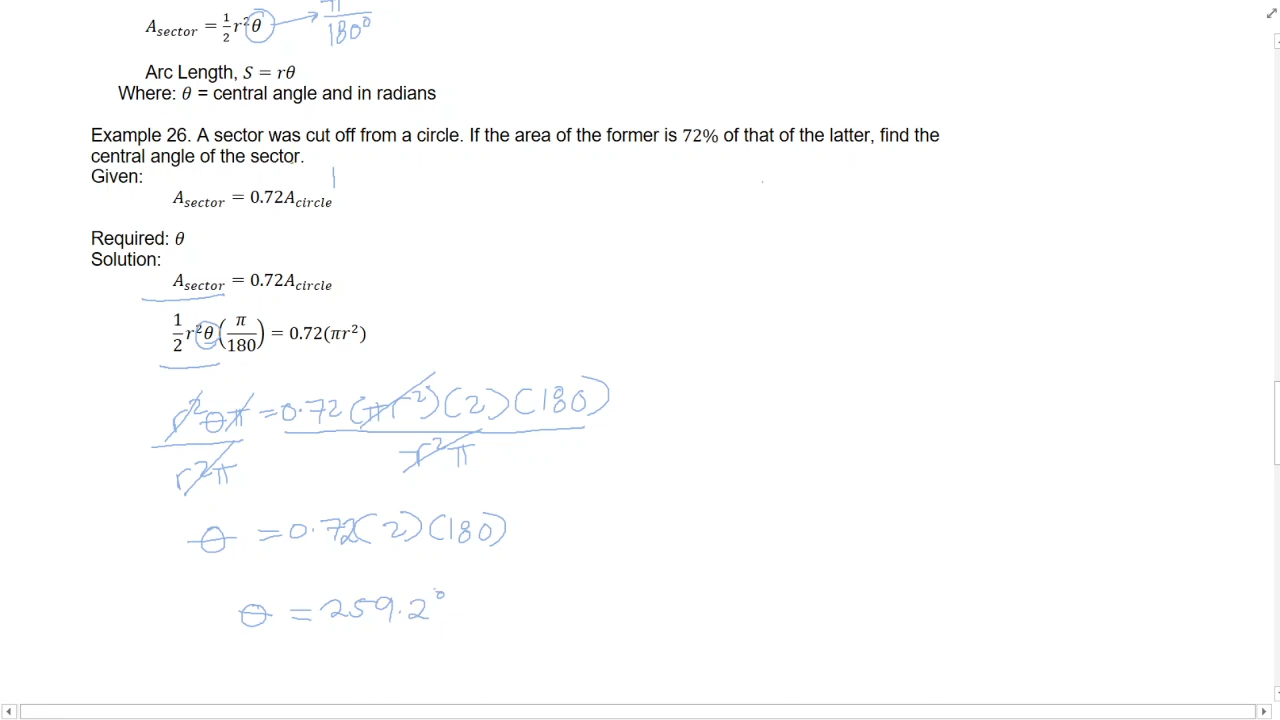 A_sector = 1/2 r²θ → π/180°
Arc Length, S = rθ
Where: θ = central angle and in radians
Example 26. A sector was cut off from a circle. If the area of the former is 72% of that of the latter, find the
central angle of the sector.
Given:
A_sector = 0.72A_circle
Required: θ
Solution:
A_sector = 0.72A_circle
1/2 r²θ(π/180) = 0.72(πr²)
r²θπ/r²π = 0.72(πr²)(2)(180)/r²π
θ = 0.72(2)(180)
θ = 259.2°